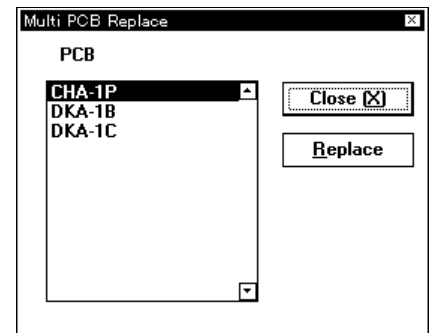 Multi PCB Replace
PCB
CHA-1P
DKA-1B
DKA-1C
Close (X)
Replace